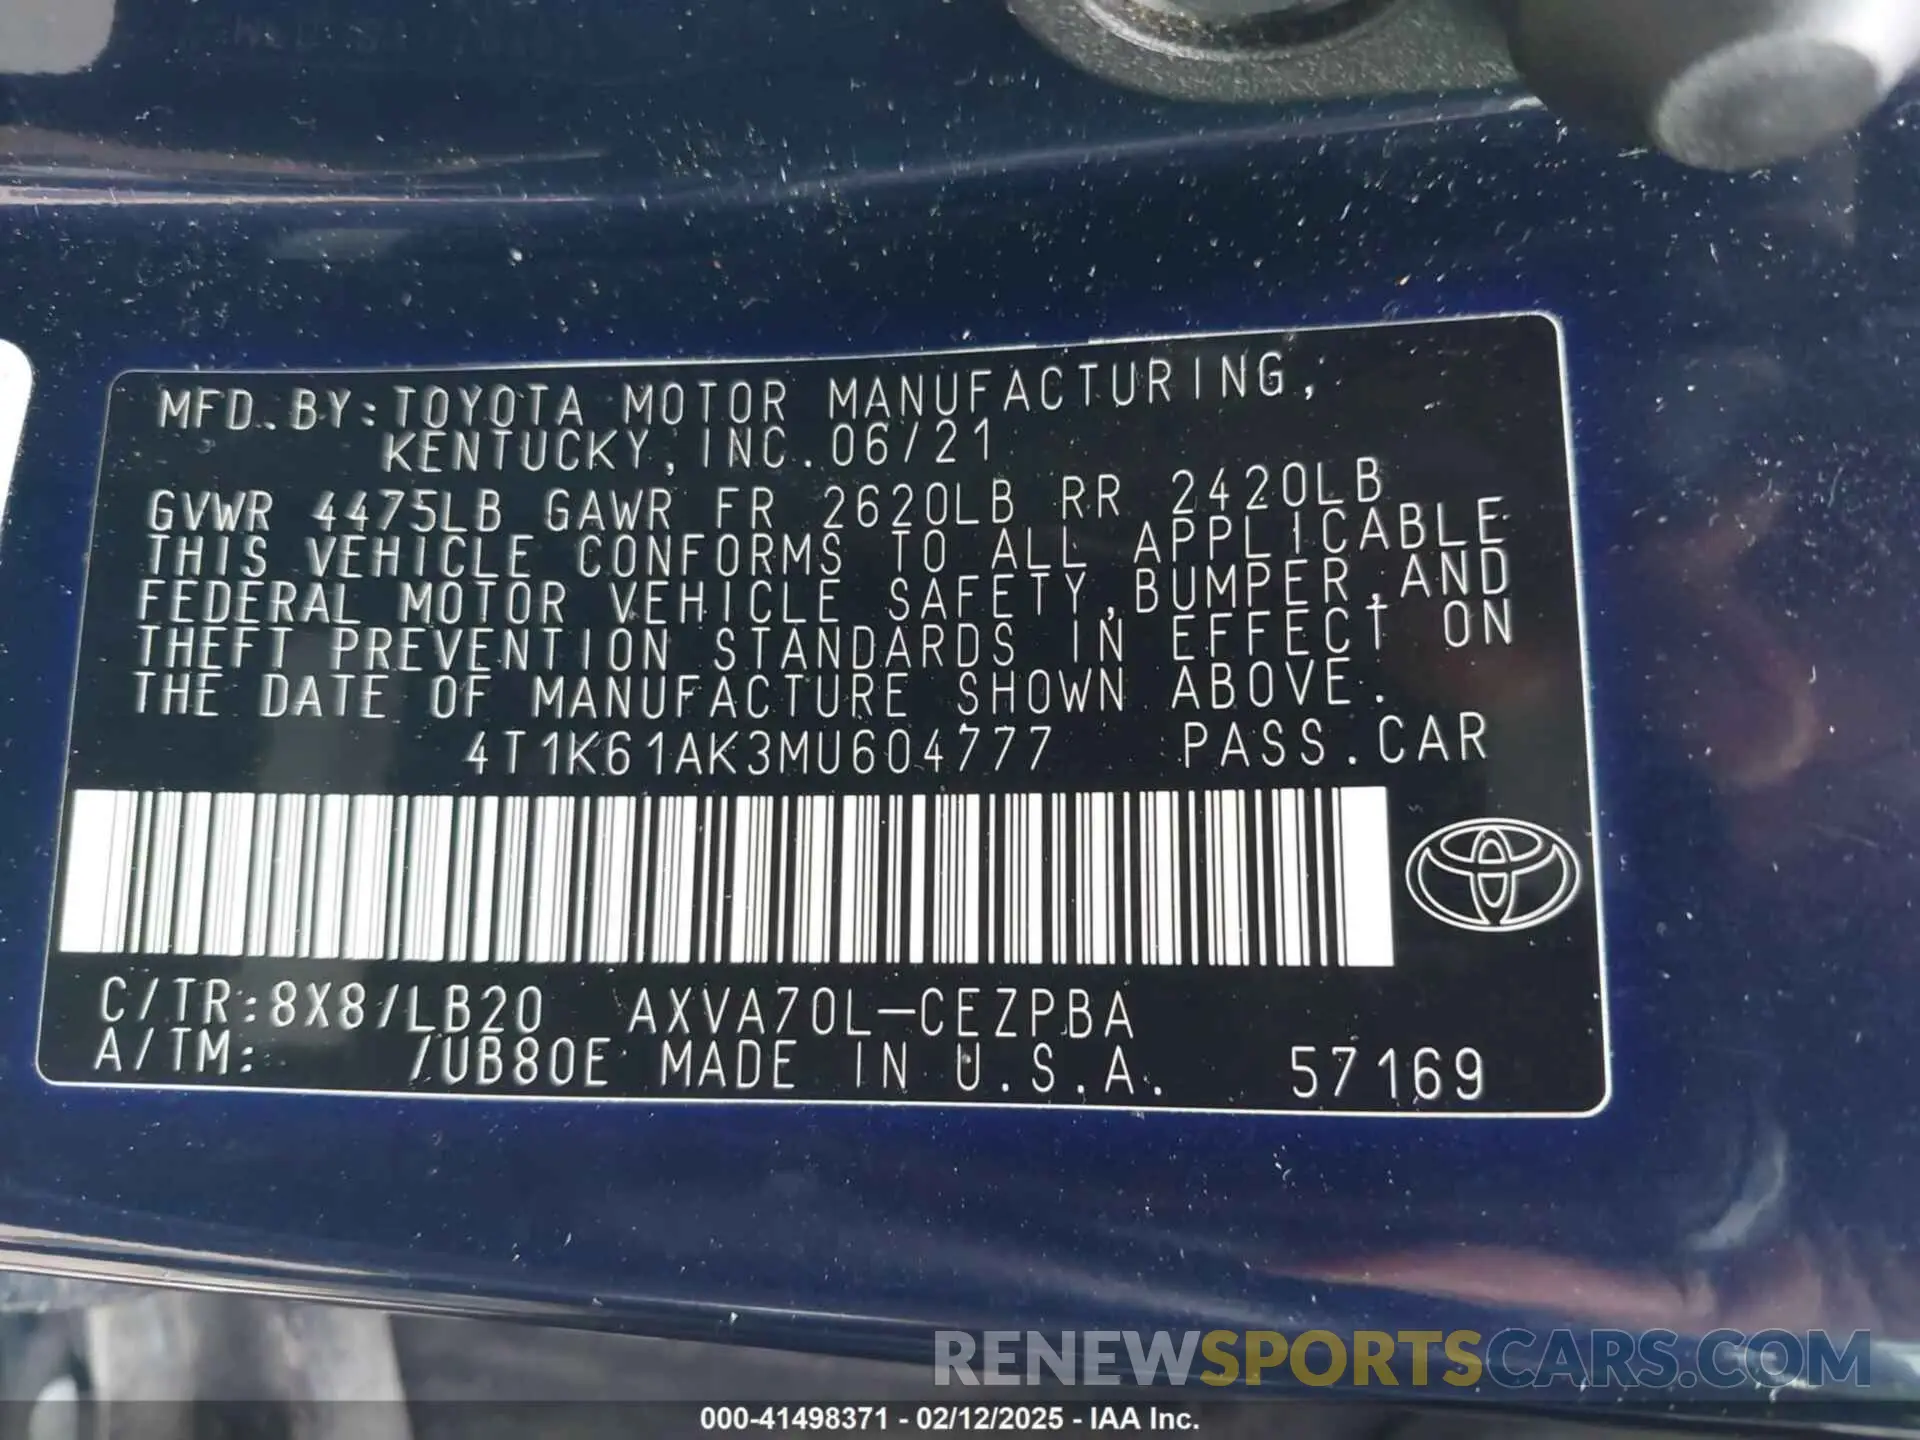 MFD. BY:TOYOTA MOTOR MANUFACTURING,
KENTUCKY, INC. 06/21
GVWR 4475LB GAWR FR 2620LB RR 2420LB
THIS VEHICLE CONFORMS TO ALL APPLICABLE
FEDERAL MOTOR VEHICLE SAFETY, BUMPER, AND
THEFT PREVENTION STANDARDS IN EFFECT ON
THE DATE OF MANUFACTURE SHOWN ABOVE.
4T1K61AK3MU604777 PASS. CAR
C/TR:8X8/LB20 AXVA70L-CEZPBA
A/TM: /UB80E MADE IN U.S.A. 57169
RENEWSPORTSCARS.COM
000-41498371 - 02/12/2025 - IAA Inc.